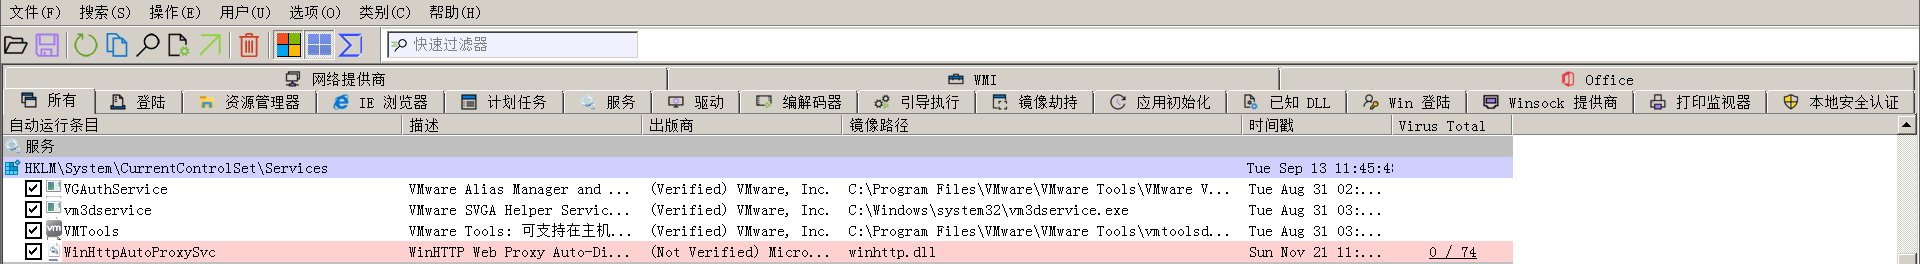 文件(F) 搜索(S) 操作(E) 用户(U) 选项(O) 类别(C) 帮助(H)
快速过滤器
网络提供商 WMI Office
所有 登陆 资源管理器 IE 浏览器 计划任务 服务 驱动 编解码器 引导执行 镜像劫持 应用初始化 已知 DLL Win 登陆 Winsock 提供商 打印监视器 本地安全认证
自动运行条目 描述 出版商 镜像路径 时间戳 Virus Total
服务
HKLM\System\CurrentControlSet\Services Tue Sep 13 11:45:4
VGAuthService VMware Alias Manager and ... (Verified) VMware, Inc. C:\Program Files\VMware\VMware Tools\VMware V... Tue Aug 31 02:...
vm3dservice VMware SVGA Helper Servic... (Verified) VMware, Inc. C:\Windows\system32\vm3dservice.exe Tue Aug 31 03:...
vm VMTools VMware Tools: 可支持在主机... (Verified) VMware, Inc. C:\Program Files\VMware\VMware Tools\vmtoolsd... Tue Aug 31 03:...
WinHttpAutoProxySvc WinHTTP Web Proxy Auto-Di... (Not Verified) Micro... winhttp.dll Sun Nov 21 11:... 0 / 74